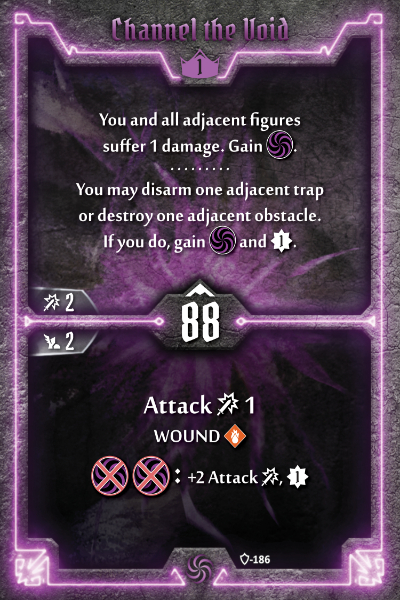 Channel the Void
1
You and all adjacent figures
suffer 1 damage. Gain .
.........
You may disarm one adjacent trap
or destroy one adjacent obstacle.
If you do, gain and 1.
2
88
2
Attack 1
WOUND
: +2 Attack , 1
-186